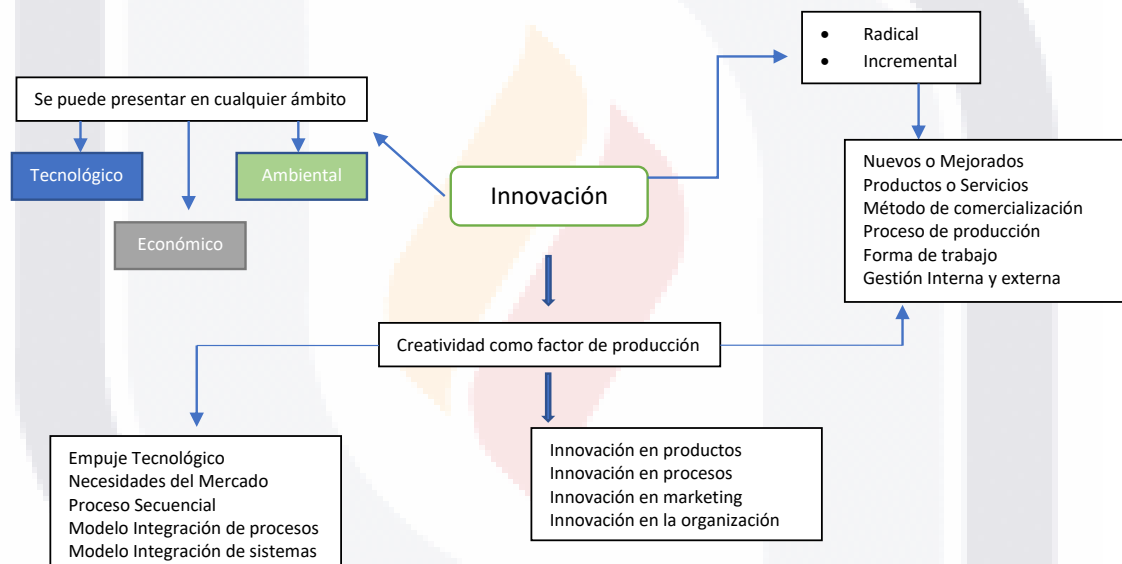 Se puede presentar en cualquier ámbito
Tecnológico
Ambiental
Económico
Innovación
• Radical
• Incremental
Nuevos o Mejorados
Productos o Servicios
Método de comercialización
Proceso de producción
Forma de trabajo
Gestión Interna y externa
Creatividad como factor de producción
Empuje Tecnológico
Necesidades del Mercado
Proceso Secuencial
Modelo Integración de procesos
Modelo Integración de sistemas
Innovación en productos
Innovación en procesos
Innovación en marketing
Innovación en la organización